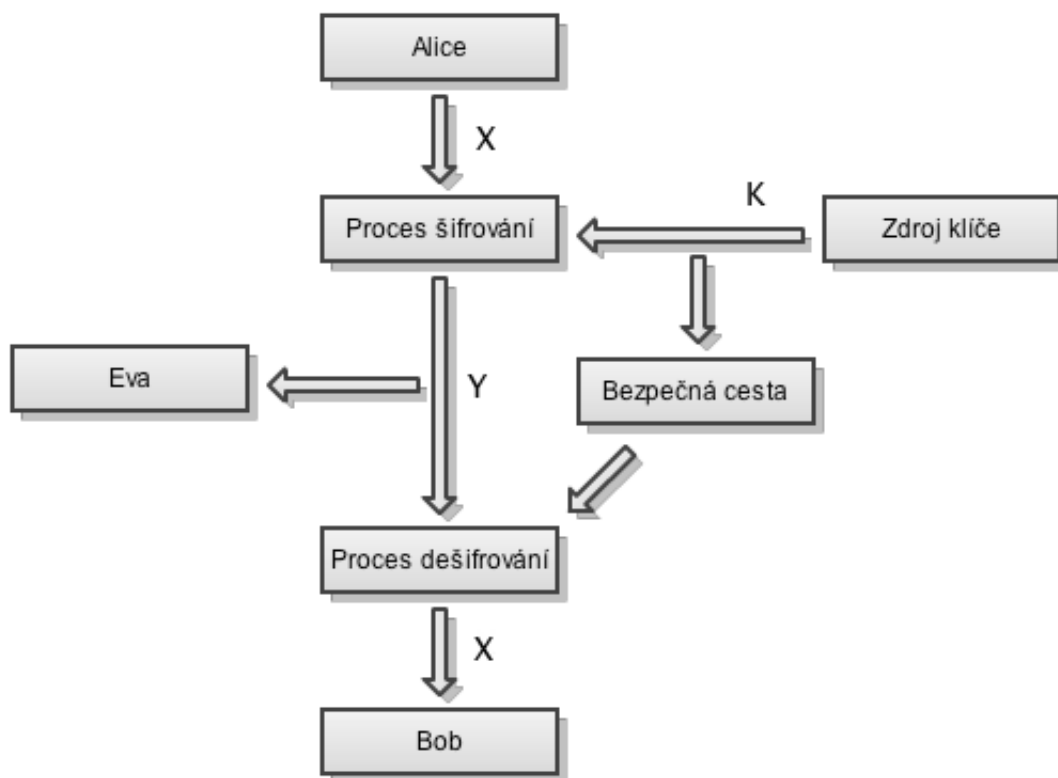 Alice
X
K
Proces šifrování
Zdroj klíče
Eva
Y
Bezpečná cesta
Proces dešifrování
X
Bob